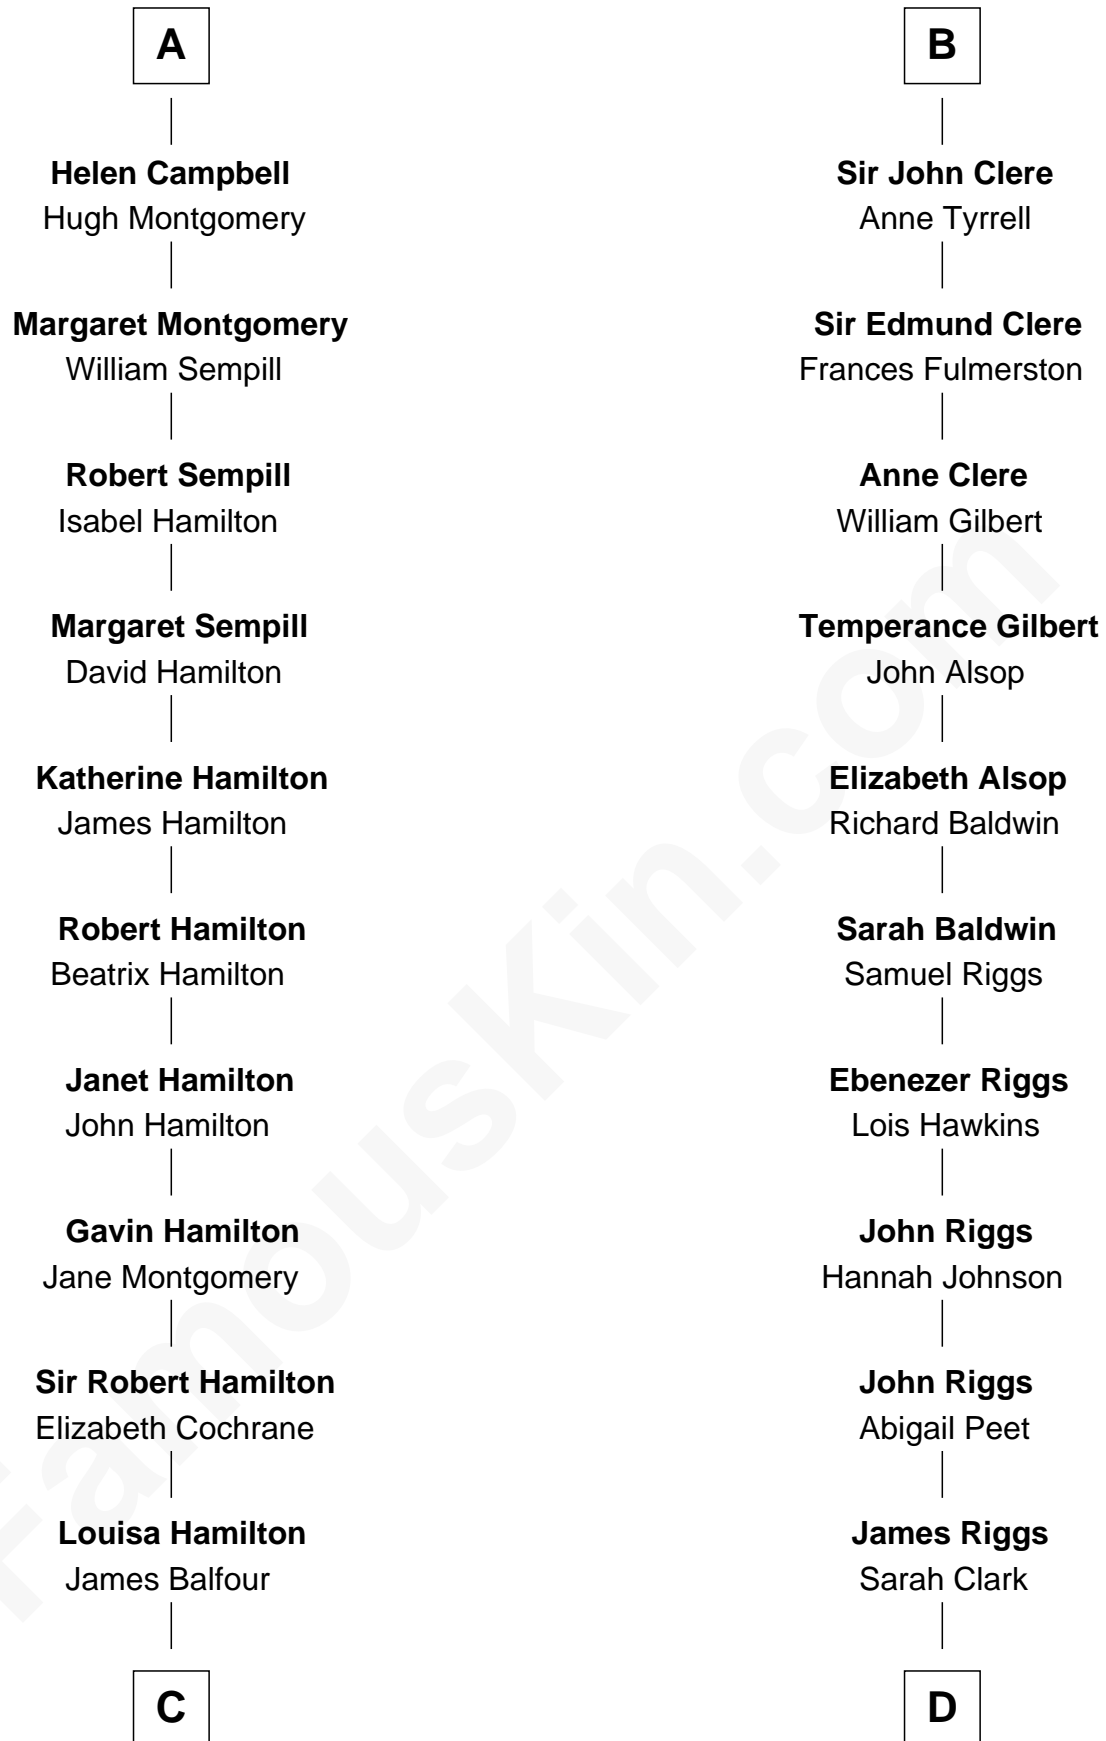 A
Helen Campbell
Hugh Montgomery
Margaret Montgomery
William Sempill
Robert Sempill
Isabel Hamilton
Margaret Sempill
David Hamilton
Katherine Hamilton
James Hamilton
Robert Hamilton
Beatrix Hamilton
Janet Hamilton
John Hamilton
Gavin Hamilton
Jane Montgomery
Sir Robert Hamilton
Elizabeth Cochrane
Louisa Hamilton
James Balfour
C
B
Sir John Clere
Anne Tyrrell
Sir Edmund Clere
Frances Fulmerston
Anne Clere
William Gilbert
Temperance Gilbert
John Alsop
Elizabeth Alsop
Richard Baldwin
Sarah Baldwin
Samuel Riggs
Ebenezer Riggs
Lois Hawkins
John Riggs
Hannah Johnson
John Riggs
Abigail Peet
James Riggs
Sarah Clark
D
FamousKin.com